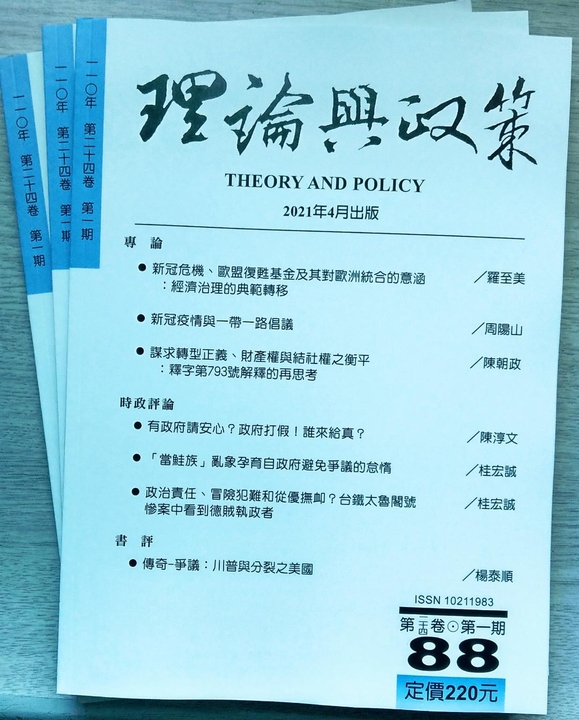 一一〇年 第二十四卷 第一期
一一〇年 第二十四卷 第一期
一一〇年 第二十四卷 第一期
理論與政策
THEORY AND POLICY
2021年4月出版
專 論
● 新冠危機、歐盟復甦基金及其對歐洲統合的意涵 ／羅至美
：經濟治理的典範轉移
● 新冠疫情與一帶一路倡議 ／周陽山
● 謀求轉型正義、財產權與結社權之衡平 ／陳朝政
：釋字第793號解釋的再思考
時政評論
● 有政府請安心？政府打假！誰來給真？ ／陳淳文
● 「當鮭族」亂象孕育自政府避免爭議的怠惰 ／桂宏誠
● 政治責任、冒險犯難和從優撫卹？台鐵太魯閣號 ／桂宏誠
慘案中看到德賊執政者
書 評
● 傳奇-爭議：川普與分裂之美國 ／楊泰順
ISSN 10211983
第二十四卷⊙第一期
88
定價220元